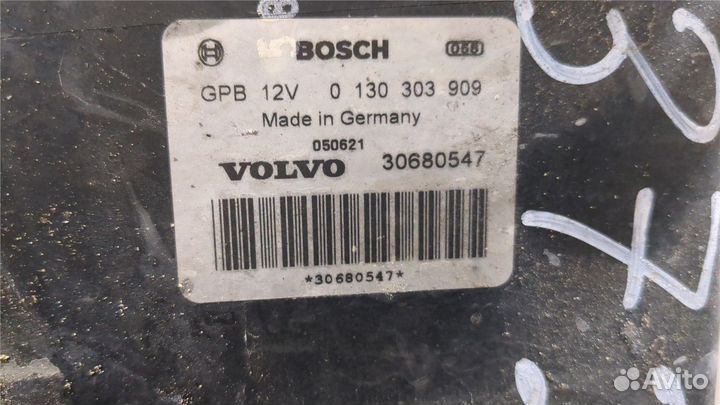 BOSCH
GPB 12V 0 130 303 909
Made in Germany
050621
VOLVO 30680547
*30680547*
Avito